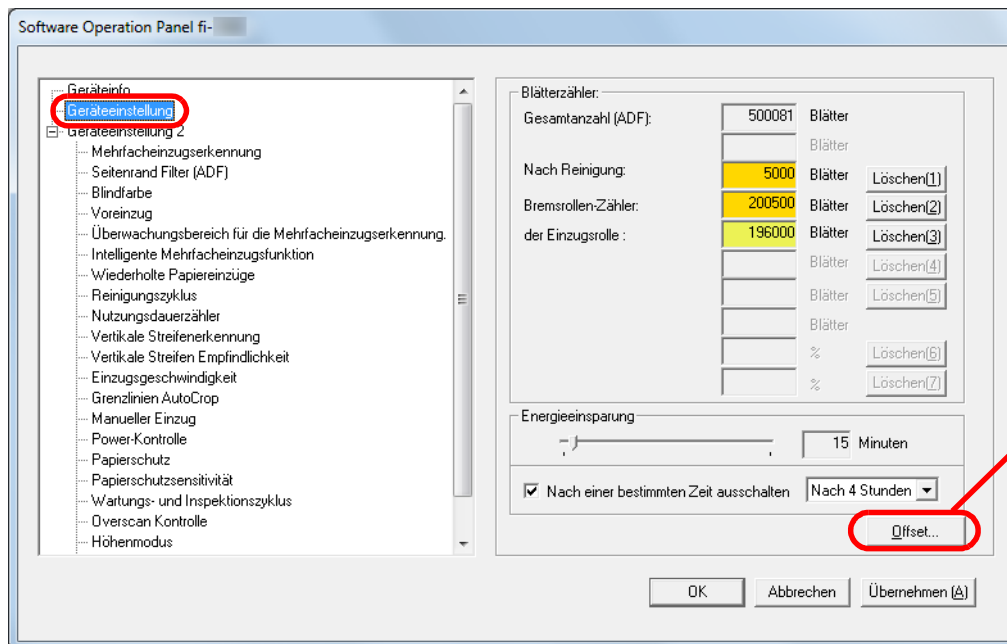 Software Operation Panel fi-
Geräteinfo
Geräteeinstellung
Geräteeinstellung 2
Mehrfacheinzugserkennung
Seitenrand Filter (ADF)
Blindfarbe
Voreinzug
Überwachungsbereich für die Mehrfacheinzugserkennung.
Intelligente Mehrfacheinzugsfunktion
Wiederholte Papiereinzüge
Reinigungszyklus
Nutzungsdauerzähler
Vertikale Streifenerkennung
Vertikale Streifen Empfindlichkeit
Einzugsgeschwindigkeit
Grenzlinien AutoCrop
Manueller Einzug
Power-Kontrolle
Papierschutz
Papierschutzsensitivität
Wartungs- und Inspektionszyklus
Overscan Kontrolle
Höhenmodus
Blätterzähler:
Gesamtanzahl (ADF): 500081 Blätter
Blätter
Nach Reinigung: 5000 Blätter Löschen(1)
Bremsrollen-Zähler: 200500 Blätter Löschen(2)
der Einzugsrolle : 196000 Blätter Löschen(3)
Blätter Löschen(4)
Blätter Löschen(5)
Blätter
% Löschen(6)
% Löschen(7)
Energieeinsparung
15 Minuten
Nach einer bestimmten Zeit ausschalten Nach 4 Stunden
Offset...
OK Abbrechen Übernehmen (A)